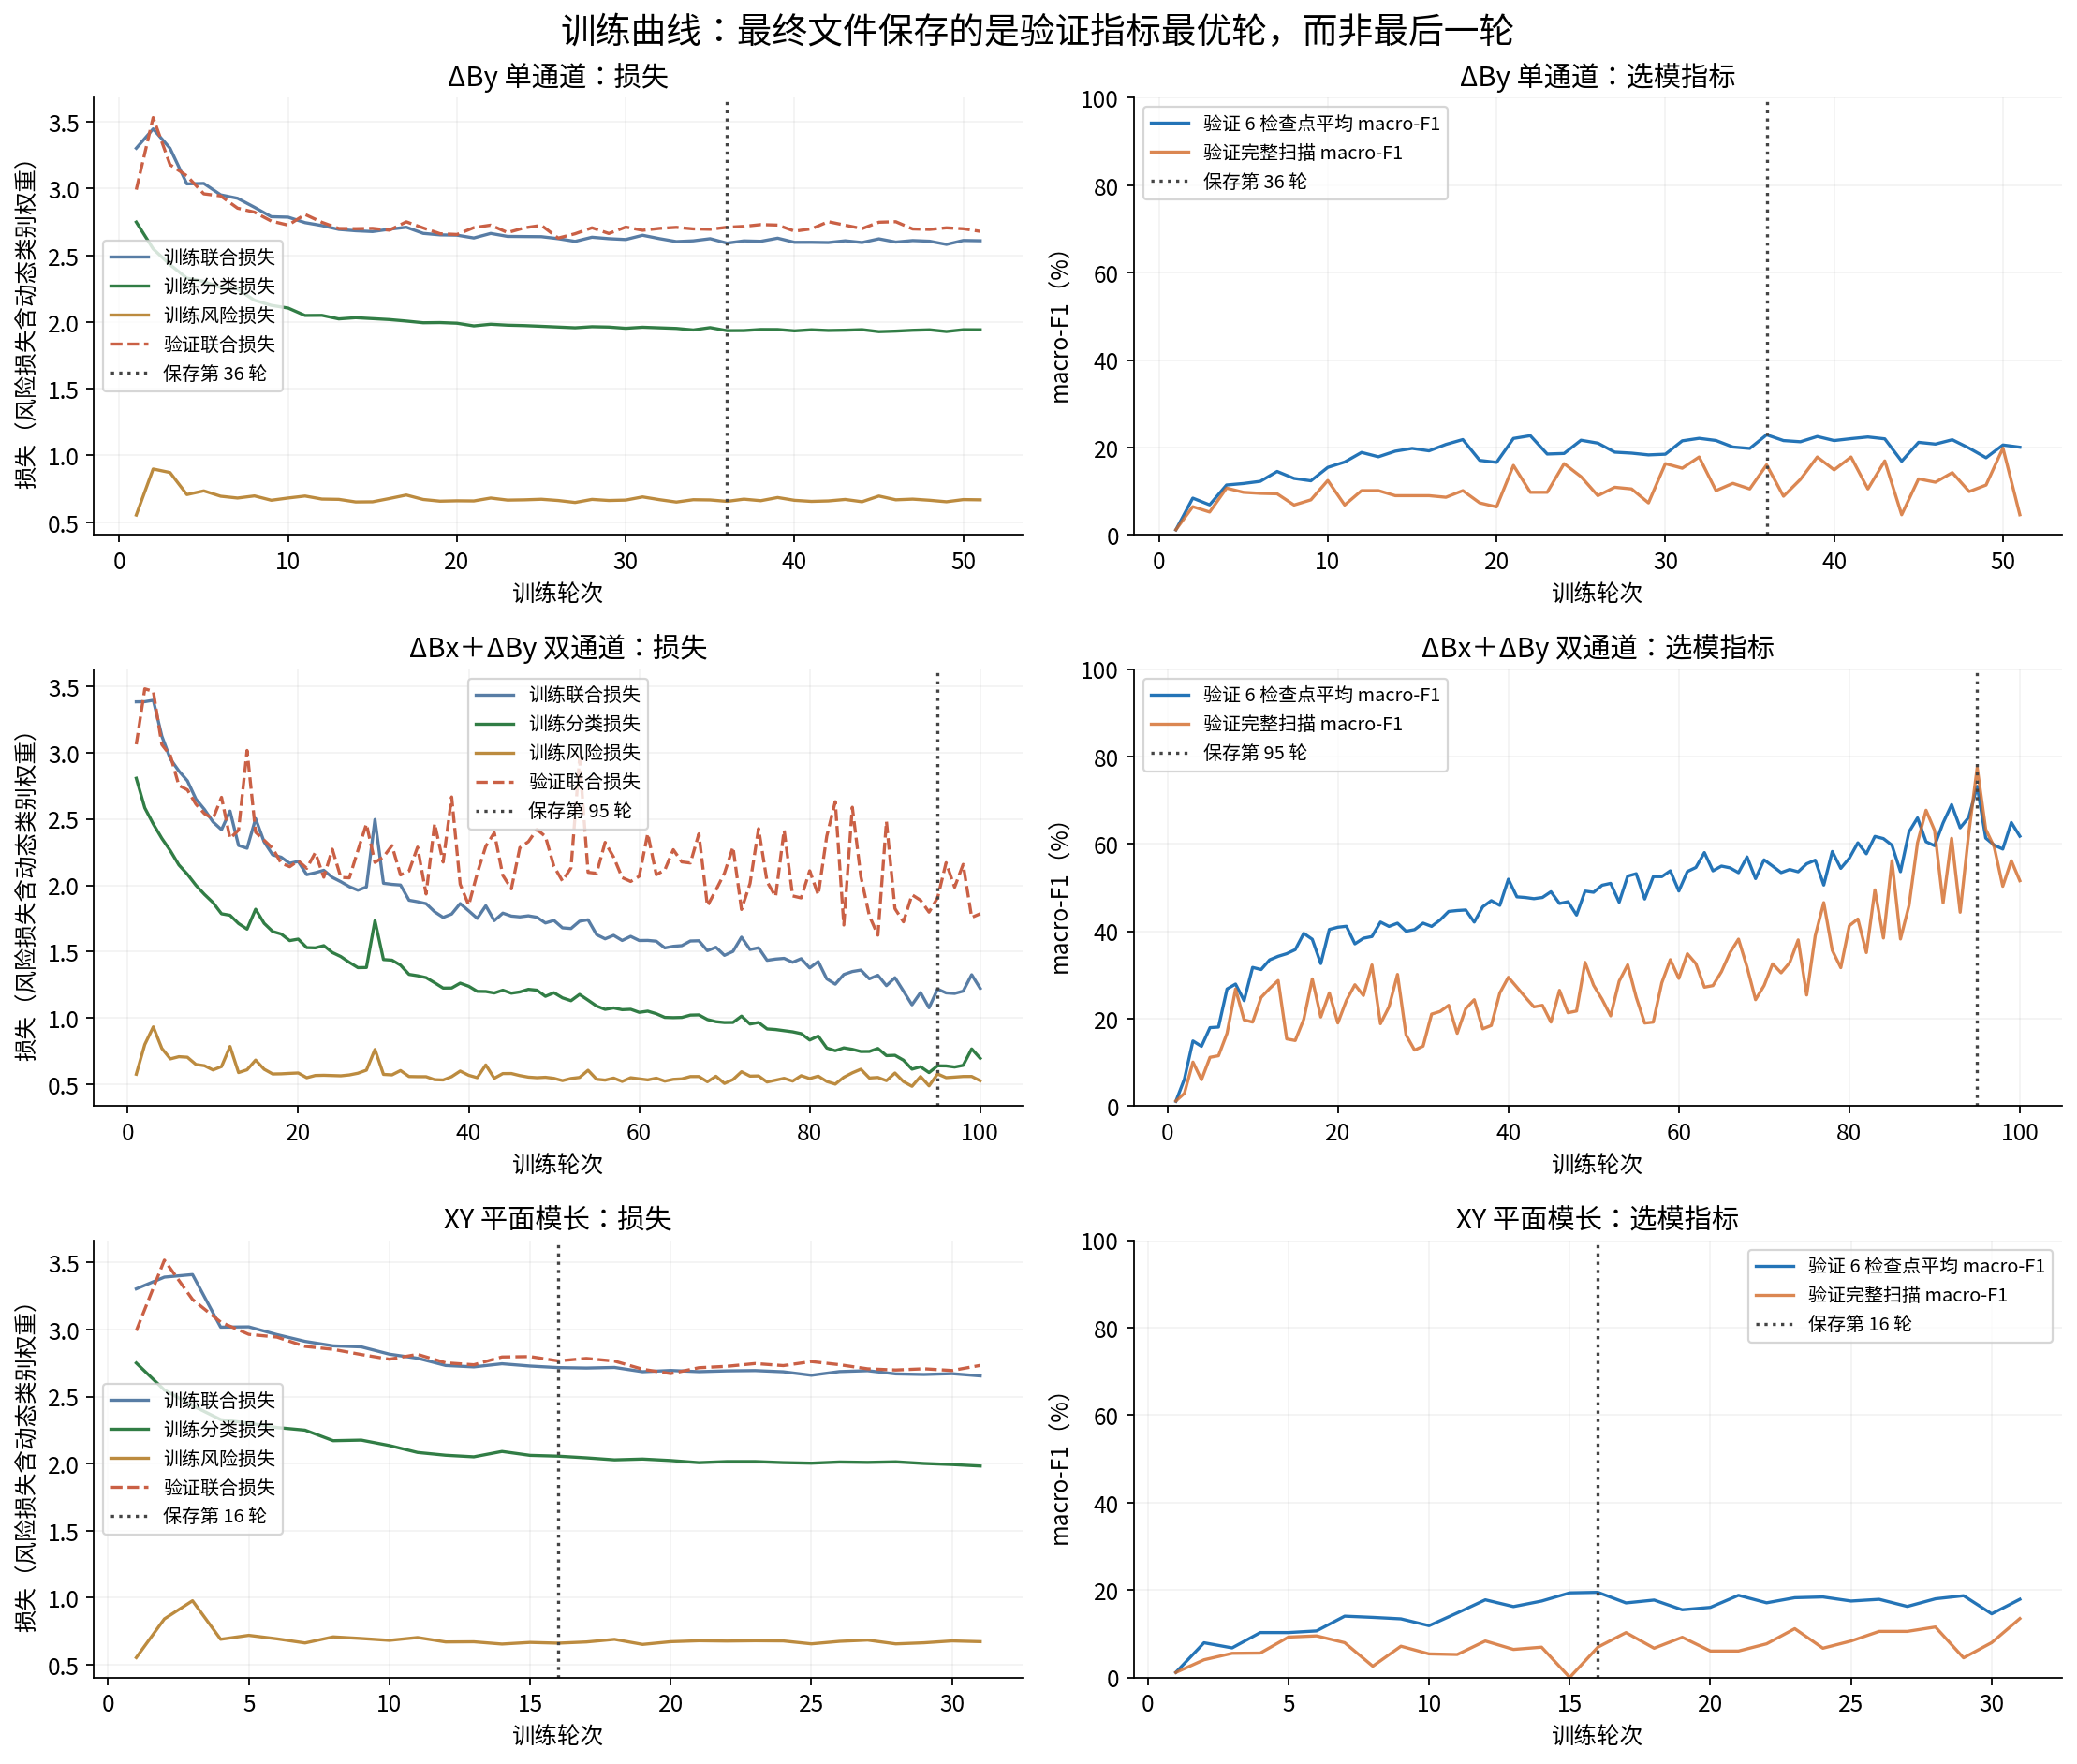 训练曲线：最终文件保存的是验证指标最优轮，而非最后一轮
ΔBy 单通道：损失
损失（风险损失含动态类别权重）
3.5
3.0
2.5
2.0
1.5
1.0
0.5
训练联合损失
训练分类损失
训练风险损失
验证联合损失
保存第 36 轮
0 10 20 30 40 50
训练轮次
ΔBy 单通道：选模指标
macro-F1（%）
100
80
60
40
20
0
验证 6 检查点平均 macro-F1
验证完整扫描 macro-F1
保存第 36 轮
0 10 20 30 40 50
训练轮次
ΔBx＋ΔBy 双通道：损失
损失（风险损失含动态类别权重）
3.5
3.0
2.5
2.0
1.5
1.0
0.5
训练联合损失
训练分类损失
训练风险损失
验证联合损失
保存第 95 轮
0 20 40 60 80 100
训练轮次
ΔBx＋ΔBy 双通道：选模指标
macro-F1（%）
100
80
60
40
20
0
验证 6 检查点平均 macro-F1
验证完整扫描 macro-F1
保存第 95 轮
0 20 40 60 80 100
训练轮次
XY 平面模长：损失
损失（风险损失含动态类别权重）
3.5
3.0
2.5
2.0
1.5
1.0
0.5
训练联合损失
训练分类损失
训练风险损失
验证联合损失
保存第 16 轮
0 5 10 15 20 25 30
训练轮次
XY 平面模长：选模指标
macro-F1（%）
100
80
60
40
20
0
验证 6 检查点平均 macro-F1
验证完整扫描 macro-F1
保存第 16 轮
0 5 10 15 20 25 30
训练轮次